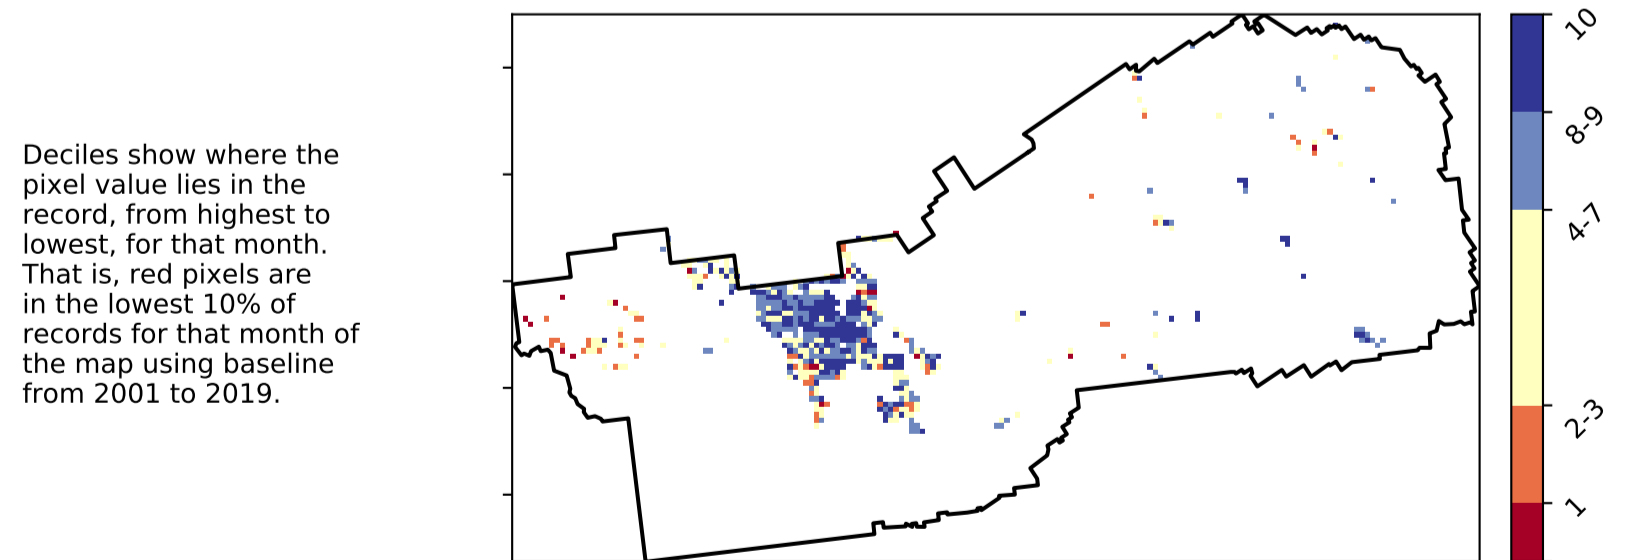 Deciles show where the
pixel value lies in the
record, from highest to
lowest, for that month.
That is, red pixels are
in the lowest 10% of
records for that month of
the map using baseline
from 2001 to 2019.
10
8-9
4-7
2-3
1